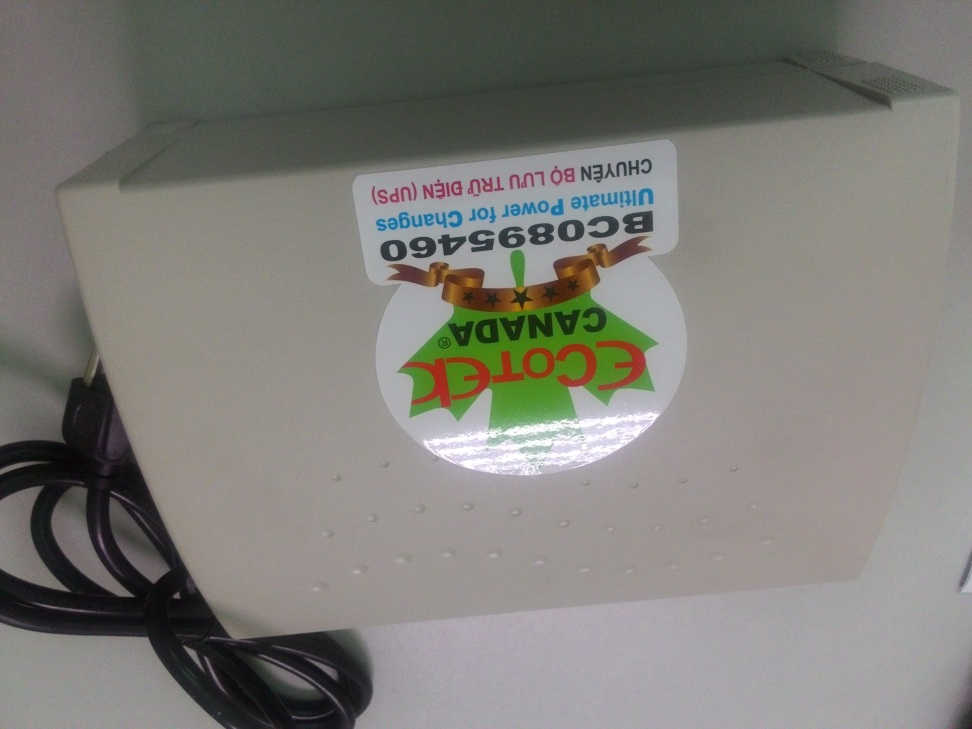 ECOTEK
CANADA®
BC0895460
Ultimate Power for Changes
CHUYÊN BỘ LƯU TRỮ ĐIỆN (UPS)